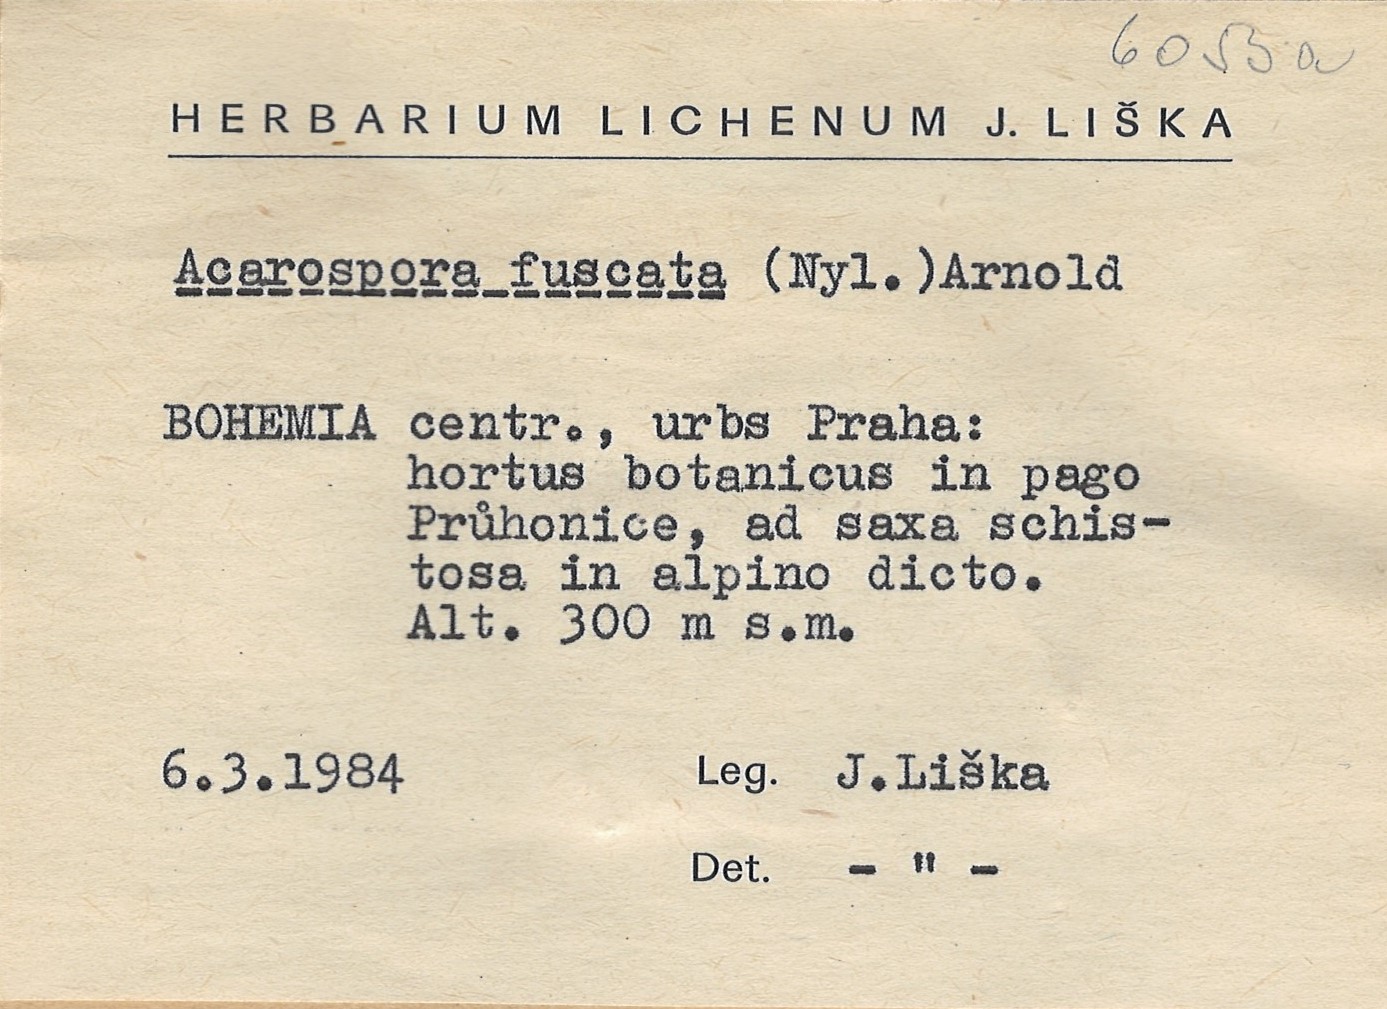 6053a
HERBARIUM LICHENUM J. LIŠKA
Acarospora fuscata (Nyl.)Arnold
BOHEMIA centr., urbs Praha:
hortus botanicus in pago
Průhonice, ad saxa schis-
tosa in alpino dicto.
Alt. 300 m s.m.
6.3.1984 Leg. J.Liška
Det. - " -